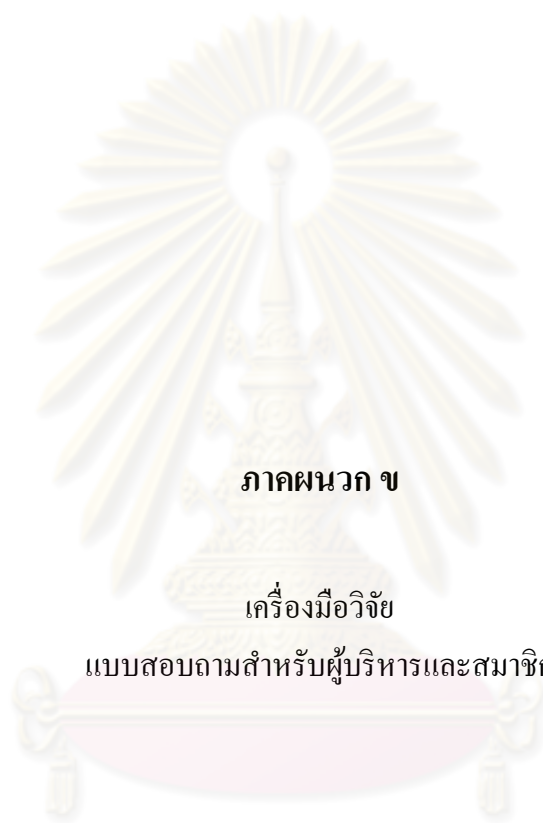 ภาคผนวก ข
เครื่องมือวิจัย
แบบสอบถามสำหรับผู้บริหารและสมาชิก